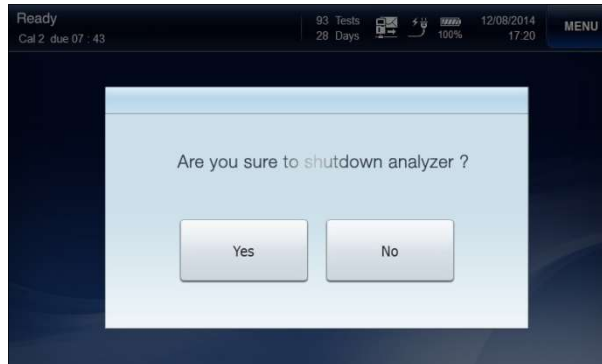 Ready
Cal 2 due 07 : 43
93 Tests
28 Days
100%
12/08/2014
17:20
MENU
Are you sure to shutdown analyzer ?
Yes
No